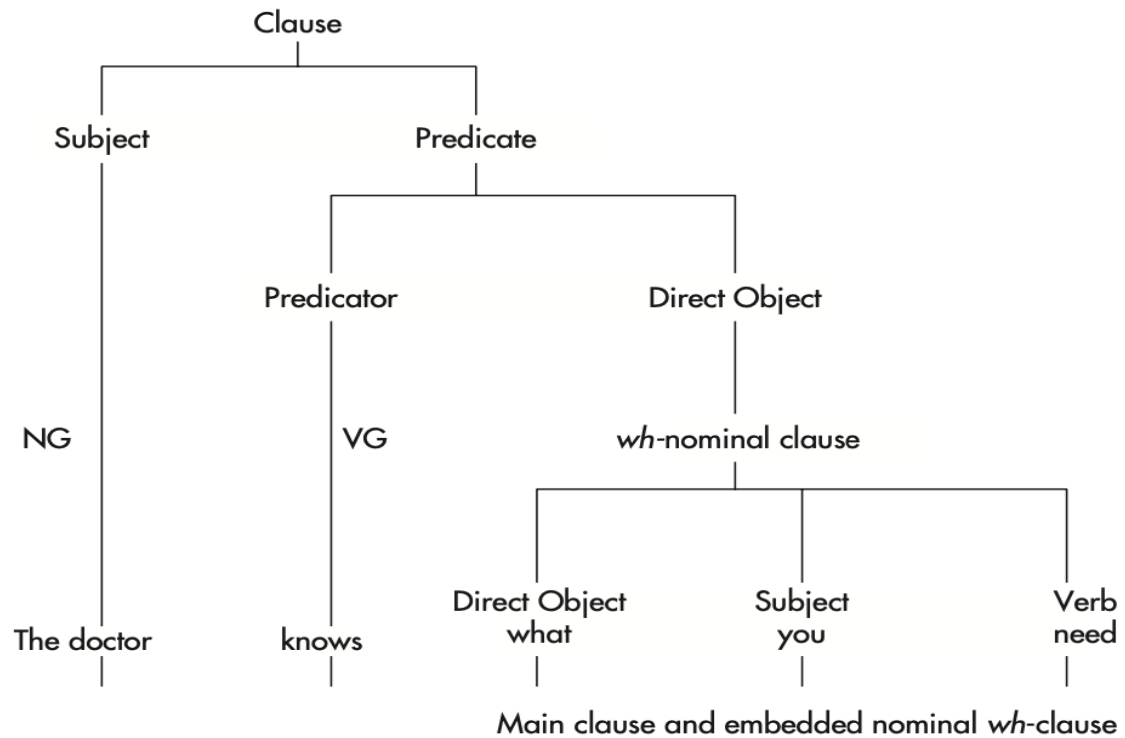 Clause
Subject Predicate
Predicator Direct Object
NG VG wh-nominal clause
Direct Object Subject Verb
The doctor knows what you need
Main clause and embedded nominal wh-clause